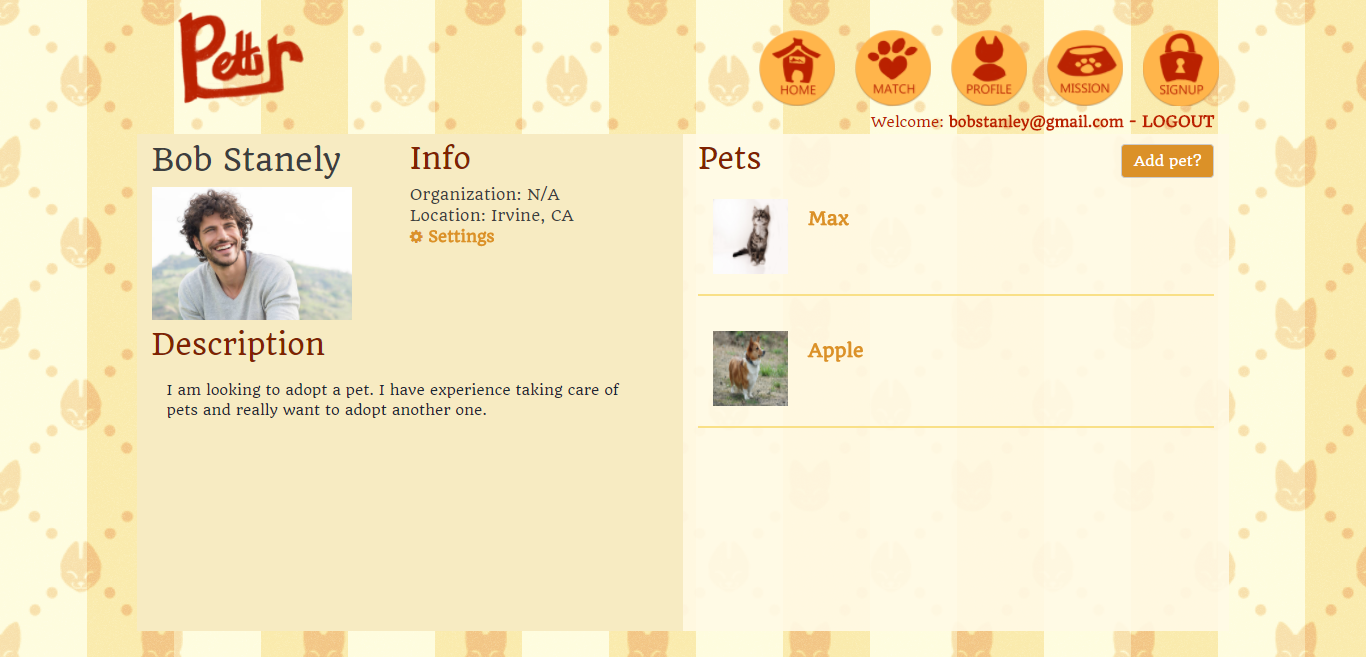 Pettr
HOME
MATCH
PROFILE
MISSION
SIGNUP
Welcome: bobstanley@gmail.com - LOGOUT
Bob Stanely
Info
Organization: N/A
Location: Irvine, CA
Settings
Description
I am looking to adopt a pet. I have experience taking care of
pets and really want to adopt another one.
Pets
Add pet?
Max
Apple